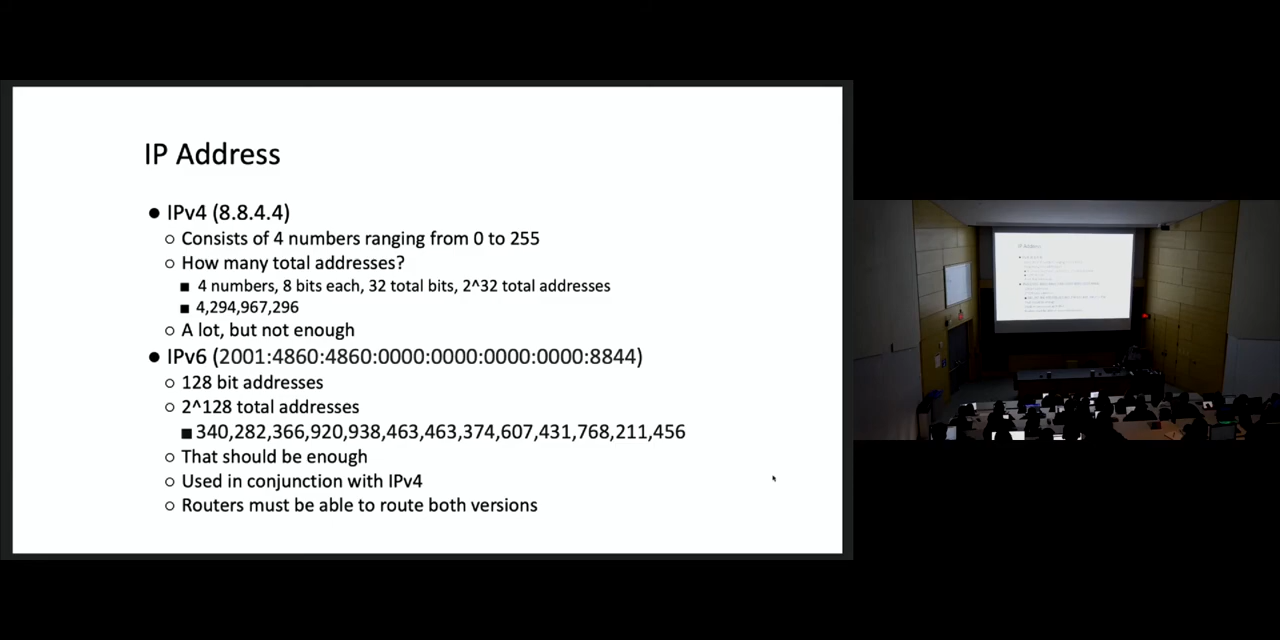 IP Address
● IPv4 (8.8.4.4)
○ Consists of 4 numbers ranging from 0 to 255
○ How many total addresses?
■ 4 numbers, 8 bits each, 32 total bits, 2^32 total addresses
■ 4,294,967,296
○ A lot, but not enough
● IPv6 (2001:4860:4860:0000:0000:0000:0000:8844)
○ 128 bit addresses
○ 2^128 total addresses
■ 340,282,366,920,938,463,463,374,607,431,768,211,456
○ That should be enough
○ Used in conjunction with IPv4
○ Routers must be able to route both versions
IP Address